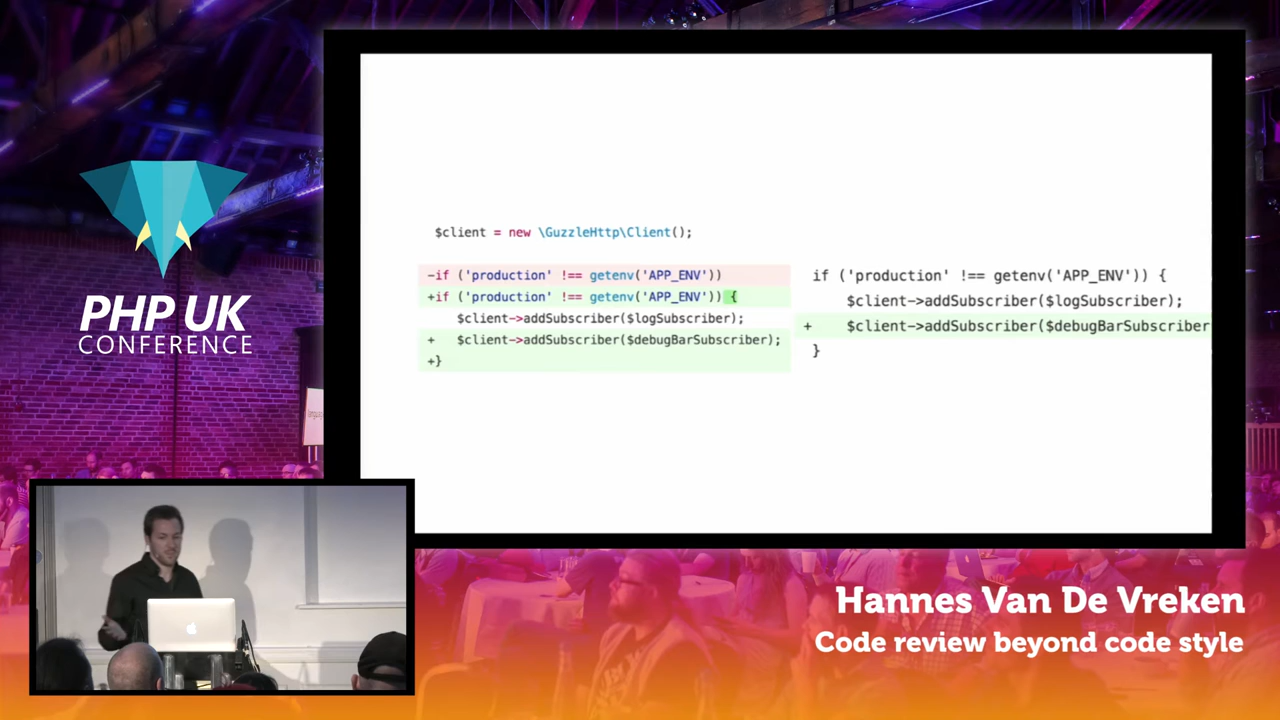 PHP UK
CONFERENCE
$client = new \GuzzleHttp\Client();
-if ('production' !== getenv('APP_ENV'))
+if ('production' !== getenv('APP_ENV')) {
$client->addSubscriber($logSubscriber);
+ $client->addSubscriber($debugBarSubscriber);
+}
if ('production' !== getenv('APP_ENV')) {
$client->addSubscriber($logSubscriber);
+ $client->addSubscriber($debugBarSubscriber
}
Hannes Van De Vreken
Code review beyond code style